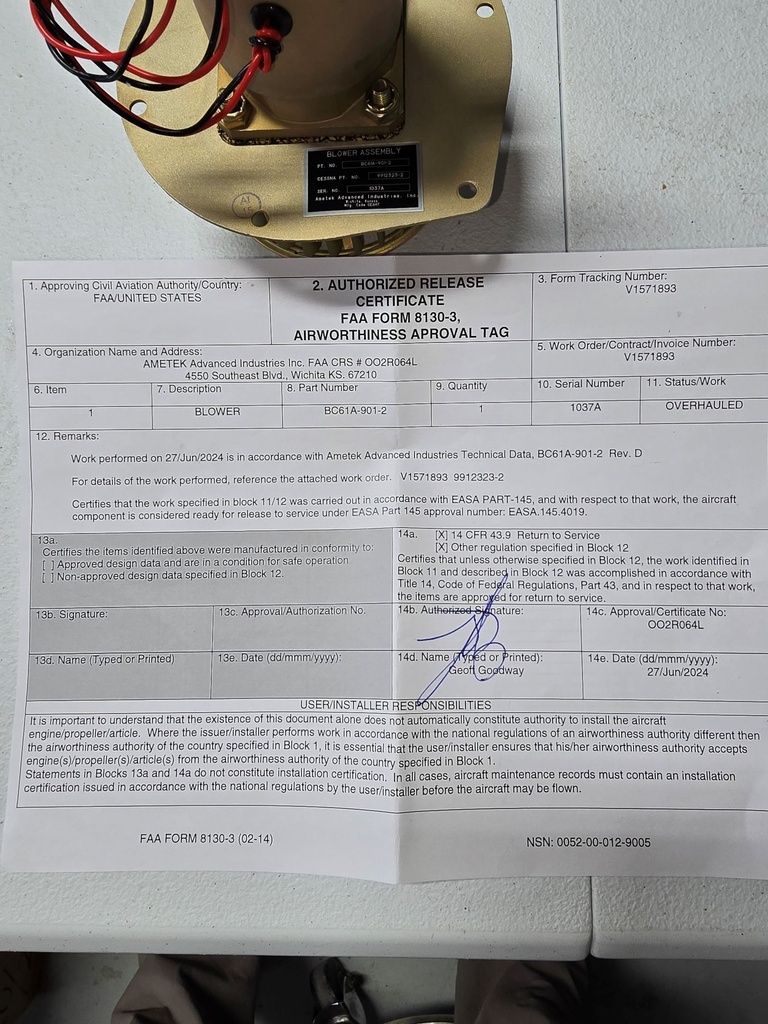 BLOWER ASSEMBLY
PT. NO. BC61A-901-2
CESSNA PT. NO. 9912323-2
SER. NO. 1037A
Ametek Advanced Industries, Inc.
Wichita, Kansas
1. Approving Civil Aviation Authority/Country:
FAA/UNITED STATES
2. AUTHORIZED RELEASE
CERTIFICATE
FAA FORM 8130-3,
AIRWORTHINESS APROVAL TAG
3. Form Tracking Number:
V1571893
4. Organization Name and Address:
AMETEK Advanced Industries Inc. FAA CRS # OO2R064L
4550 Southeast Blvd., Wichita KS. 67210
5. Work Order/Contract/Invoice Number:
V1571893
6. Item
7. Description
8. Part Number
9. Quantity
10. Serial Number
11. Status/Work
1
BLOWER
BC61A-901-2
1
1037A
OVERHAULED
12. Remarks:
Work performed on 27/Jun/2024 is in accordance with Ametek Advanced Industries Technical Data, BC61A-901-2 Rev. D
For details of the work performed, reference the attached work order. V1571893 9912323-2
Certifies that the work specified in block 11/12 was carried out in accordance with EASA PART-145, and with respect to that work, the aircraft
component is considered ready for release to service under EASA Part 145 approval number: EASA.145.4019.
13a.
Certifies the items identified above were manufactured in conformity to:
[ ] Approved design data and are in a condition for safe operation
[ ] Non-approved design data specified in Block 12.
14a. [X] 14 CFR 43.9 Return to Service
[X] Other regulation specified in Block 12
Certifies that unless otherwise specified in Block 12, the work identified in
Block 11 and described in Block 12 was accomplished in accordance with
Title 14, Code of Federal Regulations, Part 43, and in respect to that work,
the items are approved for return to service.
13b. Signature:
13c. Approval/Authorization No.
14b. Authorized Signature:
14c. Approval/Certificate No:
OO2R064L
13d. Name (Typed or Printed)
13e. Date (dd/mmm/yyyy):
14d. Name (Typed or Printed):
Geoff Goodway
14e. Date (dd/mmm/yyyy):
27/Jun/2024
USER/INSTALLER RESPONSIBILITIES
It is important to understand that the existence of this document alone does not automatically constitute authority to install the aircraft
engine/propeller/article. Where the issuer/installer performs work in accordance with the national regulations of an airworthiness authority different then
the airworthiness authority of the country specified in Block 1, it is essential that the user/installer ensures that his/her airworthiness authority accepts
engine(s)/propeller(s)/article(s) from the airworthiness authority of the country specified in Block 1.
Statements in Blocks 13a and 14a do not constitute installation certification. In all cases, aircraft maintenance records must contain an installation
certification issued in accordance with the national regulations by the user/installer before the aircraft may be flown.
FAA FORM 8130-3 (02-14)
NSN: 0052-00-012-9005